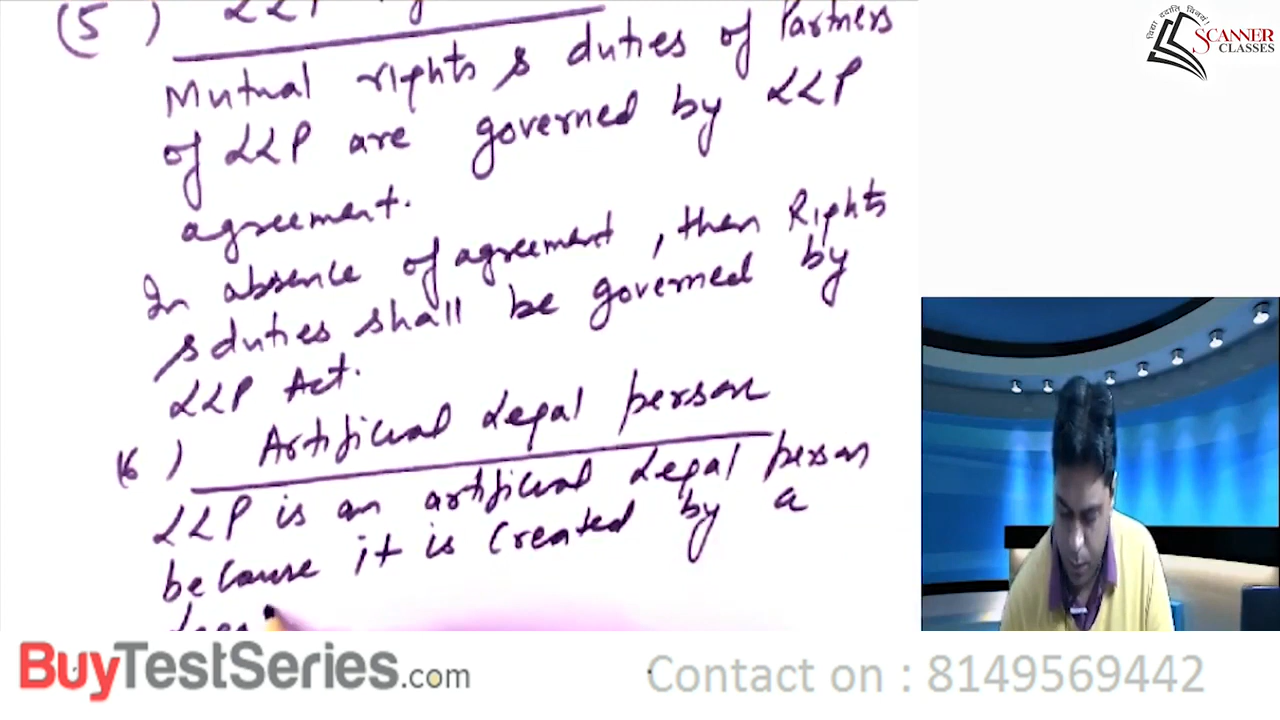 (5)
Mutual rights & duties of Partners
of LLP are governed by LLP
agreement.
In absence of agreement, then Rights
& duties shall be governed by
LLP Act.
(6) Artificial Legal person
LLP is an artificial Legal person
because it is Created by a
विद्या ददाति विनयं।
SCANNER
CLASSES
BuyTestSeries.com
Contact on : 8149569442